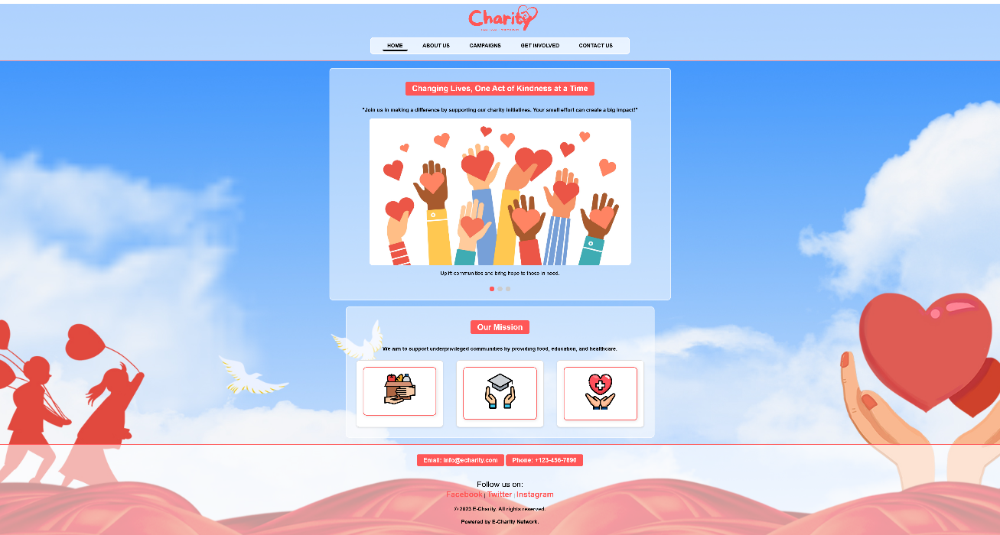 Charity
HOME ABOUT US CAMPAIGNS GET INVOLVED CONTACT US
Changing Lives, One Act of Kindness at a Time
"Join us in making a difference by supporting our charity initiatives. Your small effort can create a big impact!"
Uplift communities and bring hope to those in need.
Our Mission
We aim to support underprivileged communities by providing food, education, and healthcare.
Email: info@echarity.com Phone: +123-456-7890
Follow us on:
Facebook | Twitter | Instagram
© 2023 E-Charity. All rights reserved.
Powered by E-Charity Network.